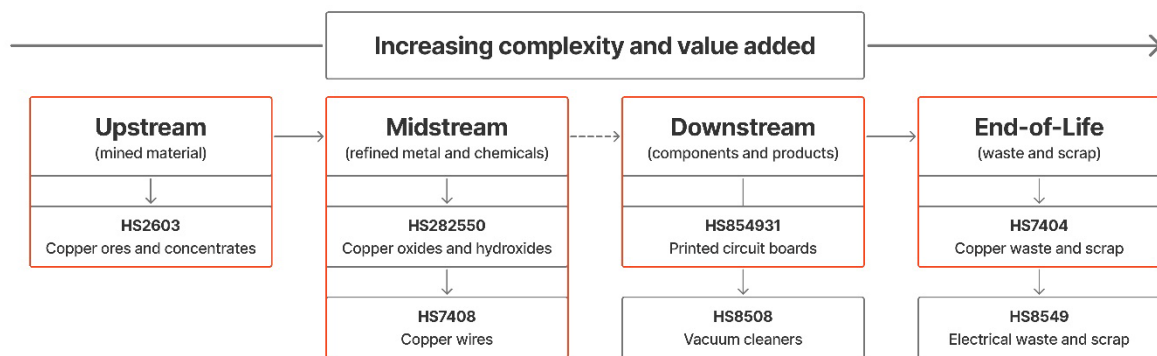 Increasing complexity and value added
Upstream
(mined material)
HS2603
Copper ores and concentrates
Midstream
(refined metal and chemicals)
HS282550
Copper oxides and hydroxides
HS7408
Copper wires
Downstream
(components and products)
HS854931
Printed circuit boards
HS8508
Vacuum cleaners
End-of-Life
(waste and scrap)
HS7404
Copper waste and scrap
HS8549
Electrical waste and scrap